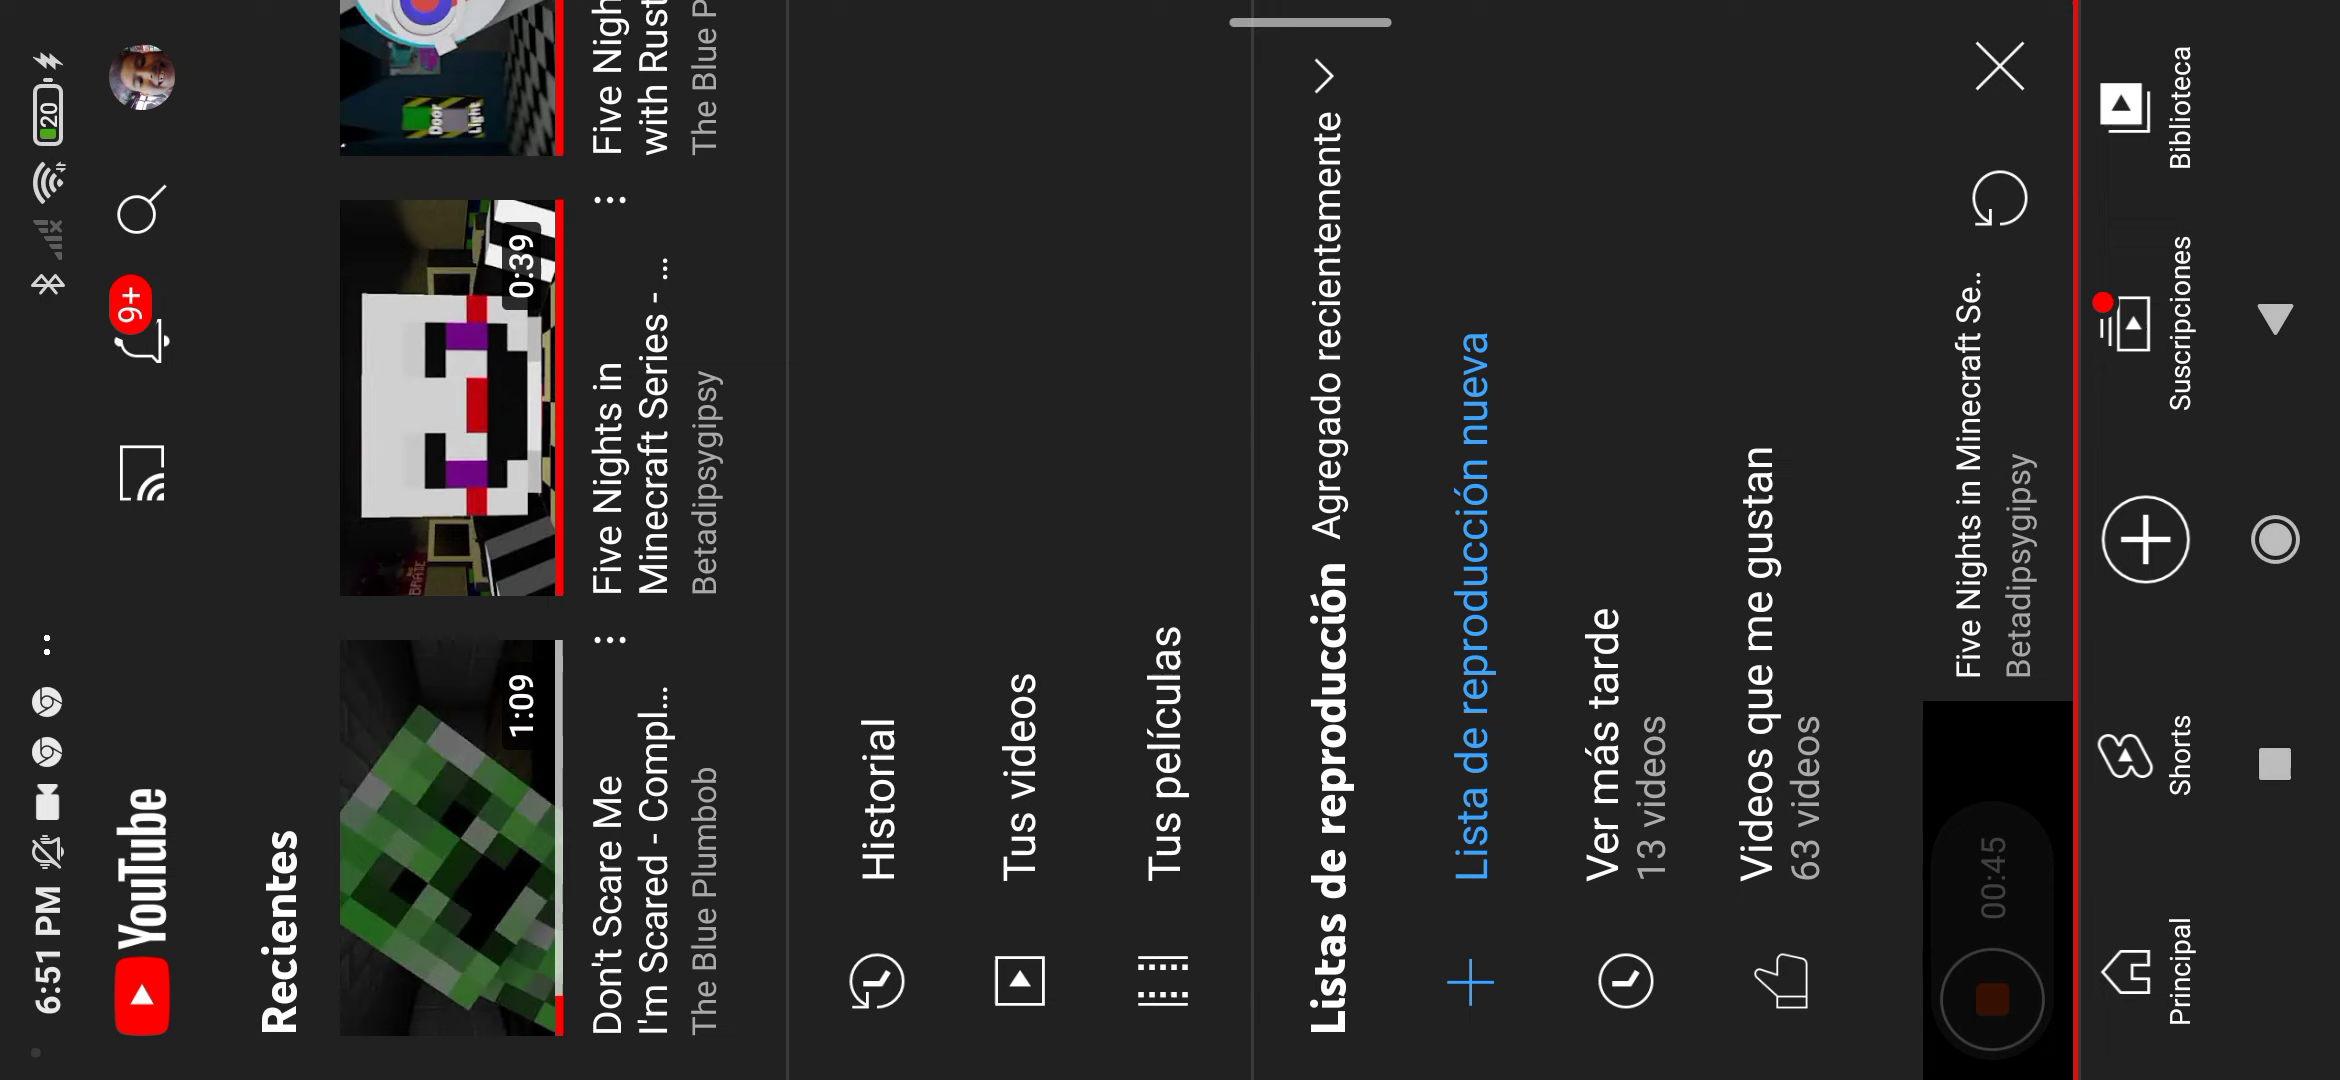 6:51 PM
20
YouTube
9+
Recientes
1:09
Don't Scare Me
I'm Scared - Compl...
The Blue Plumbob
0:39
Five Nights in
Minecraft Series - ...
Betadipsygipsy
Door
Light
Five Nigh
with Rust
The Blue P
Historial
Tus videos
Tus películas
Listas de reproducción Agregado recientemente
Lista de reproducción nueva
Ver más tarde
13 videos
Videos que me gustan
63 videos
00:45
Five Nights in Minecraft Se..
Betadipsygipsy
Principal
Shorts
Suscripciones
Biblioteca